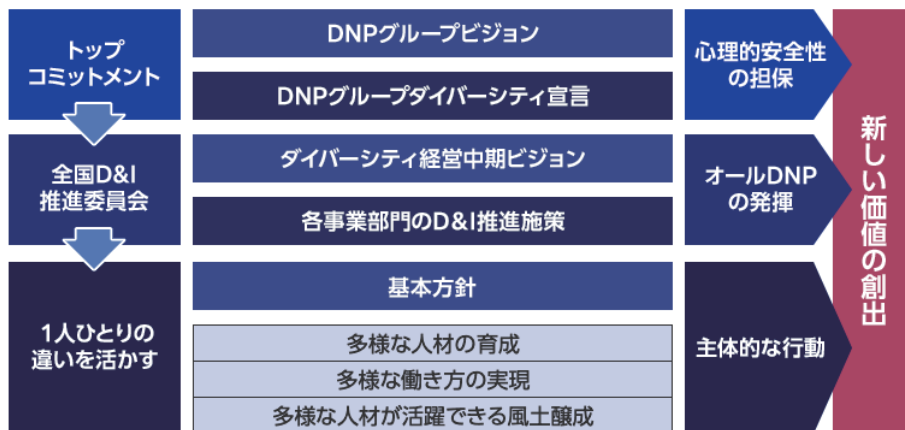 トップ
コミットメント
DNPグループビジョン
DNPグループダイバーシティ宣言
心理的安全性
の担保
全国D&I
推進委員会
ダイバーシティ経営中期ビジョン
各事業部門のD&I推進施策
オールDNP
の発揮
1人ひとりの
違いを活かす
基本方針
多様な人材の育成
多様な働き方の実現
多様な人材が活躍できる風土醸成
主体的な行動
新しい価値の創出